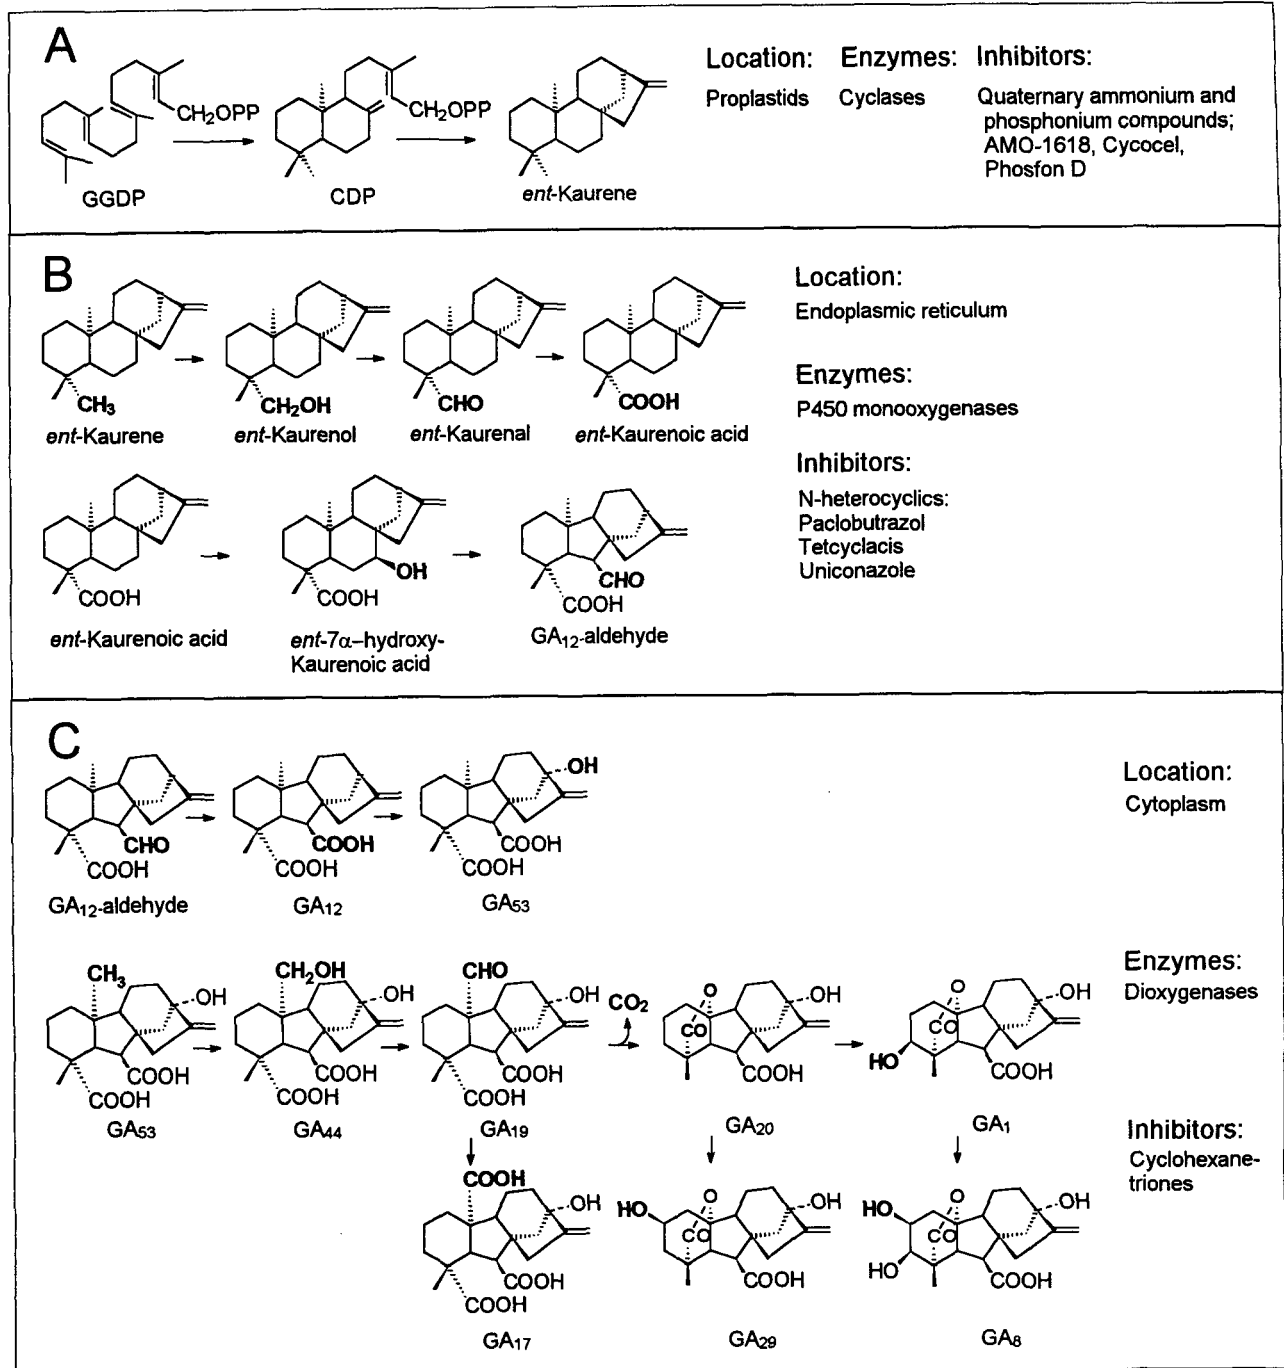 A
Location: Enzymes: Inhibitors:
Proplastids Cyclases Quaternary ammonium and
phosphonium compounds;
AMO-1618, Cycocel,
Phosfon D
CH₂OPP
CH₂OPP
GGDP
CDP
ent-Kaurene
B
Location:
Endoplasmic reticulum
Enzymes:
P450 monooxygenases
Inhibitors:
N-heterocyclics:
Paclobutrazol
Tetcyclacis
Uniconazole
CH₃ CH₂OH CHO COOH
ent-Kaurene ent-Kaurenol ent-Kaurenal ent-Kaurenoic acid
OH
CHO
COOH COOH COOH
ent-Kaurenoic acid ent-7α–hydroxy- GA₁₂-aldehyde
Kaurenoic acid
C
Location:
Cytoplasm
OH
CHO COOH COOH
COOH COOH COOH
GA₁₂-aldehyde GA₁₂ GA₅₃
Enzymes:
Dioxygenases
CH₃ CH₂OH CHO
OH OH OH CO₂ O OH O OH
CO CO
HO
COOH COOH COOH COOH COOH
COOH COOH COOH
GA₅₃ GA₄₄ GA₁₉ GA₂₀ GA₁
Inhibitors:
Cyclohexane-
triones
COOH
OH HO O OH HO O OH
CO CO
HO
COOH COOH COOH
COOH
GA₁₇ GA₂₉ GA₈